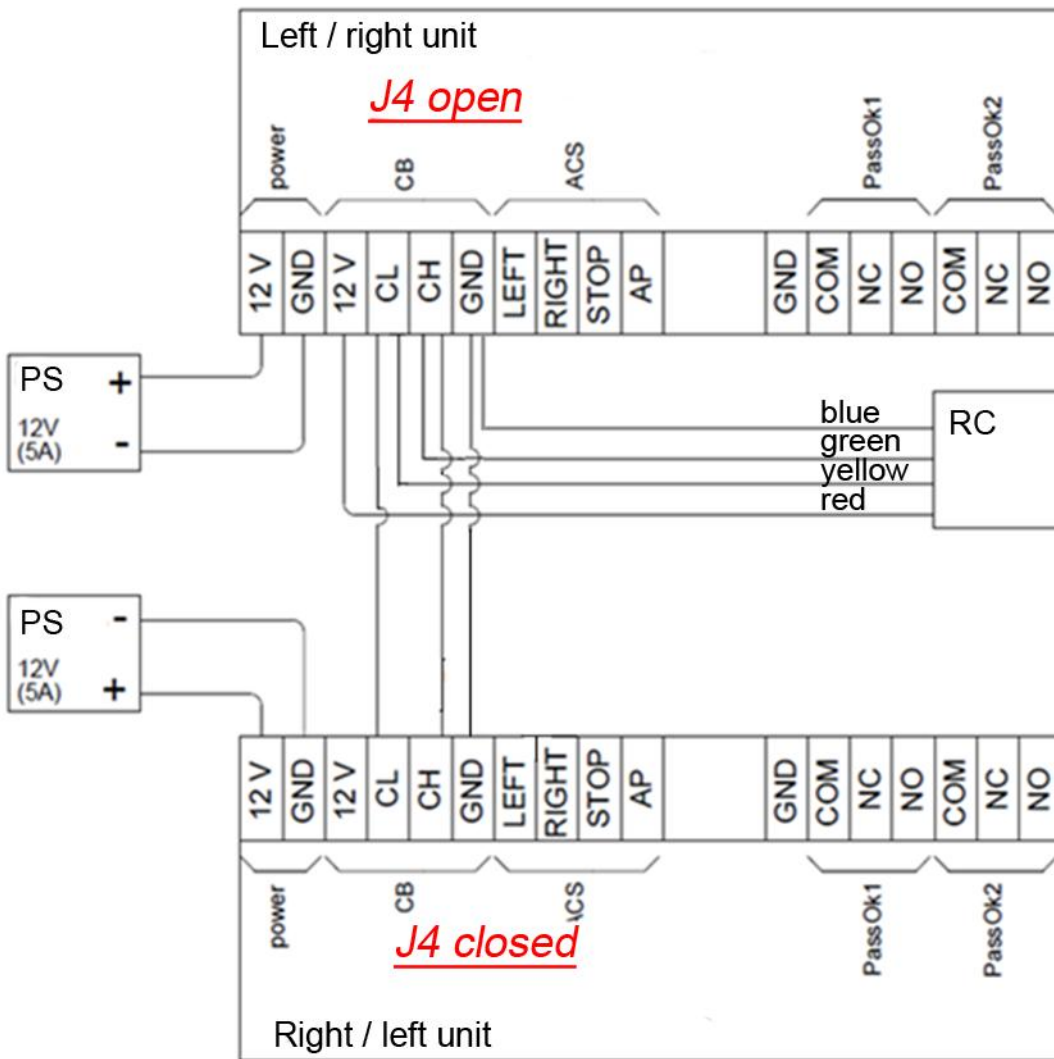 Left / right unit
J4 open
power
CB
ACS
PassOk1
PassOk2
12 V
GND
12 V
CL
CH
GND
LEFT
RIGHT
STOP
AP
GND
COM
NC
NO
COM
NC
NO
PS +
12V
(5A) -
blue
green
yellow
red
RC
PS -
12V
(5A) +
12 V
GND
12 V
CL
CH
GND
LEFT
RIGHT
STOP
AP
GND
COM
NC
NO
COM
NC
NO
power
CB
ACS
PassOk1
PassOk2
J4 closed
Right / left unit